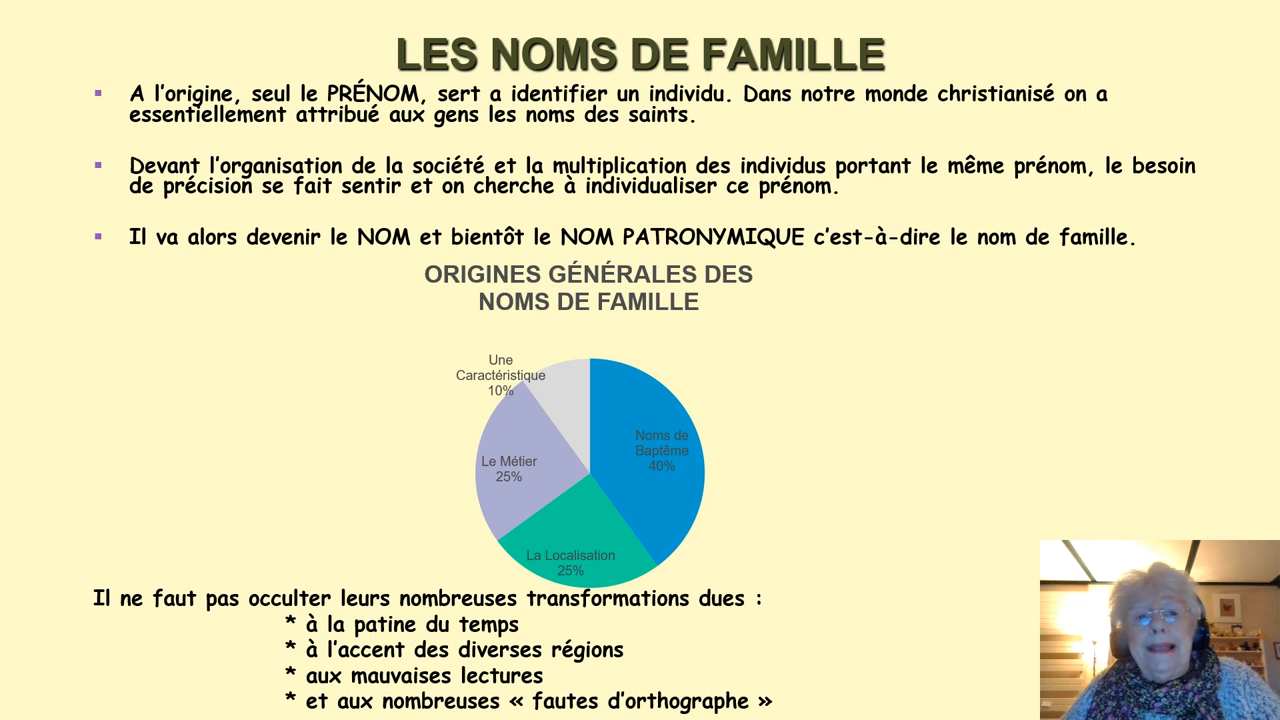 LES NOMS DE FAMILLE
▪ A l’origine, seul le PRÉNOM, sert a identifier un individu. Dans notre monde christianisé on a
essentiellement attribué aux gens les noms des saints.
▪ Devant l’organisation de la société et la multiplication des individus portant le même prénom, le besoin
de précision se fait sentir et on cherche à individualiser ce prénom.
▪ Il va alors devenir le NOM et bientôt le NOM PATRONYMIQUE c’est-à-dire le nom de famille.
ORIGINES GÉNÉRALES DES
NOMS DE FAMILLE
Une
Caractéristique
10%
Noms de
Baptême
40%
Le Métier
25%
La Localisation
25%
Il ne faut pas occulter leurs nombreuses transformations dues :
* à la patine du temps
* à l’accent des diverses régions
* aux mauvaises lectures
* et aux nombreuses « fautes d’orthographe »